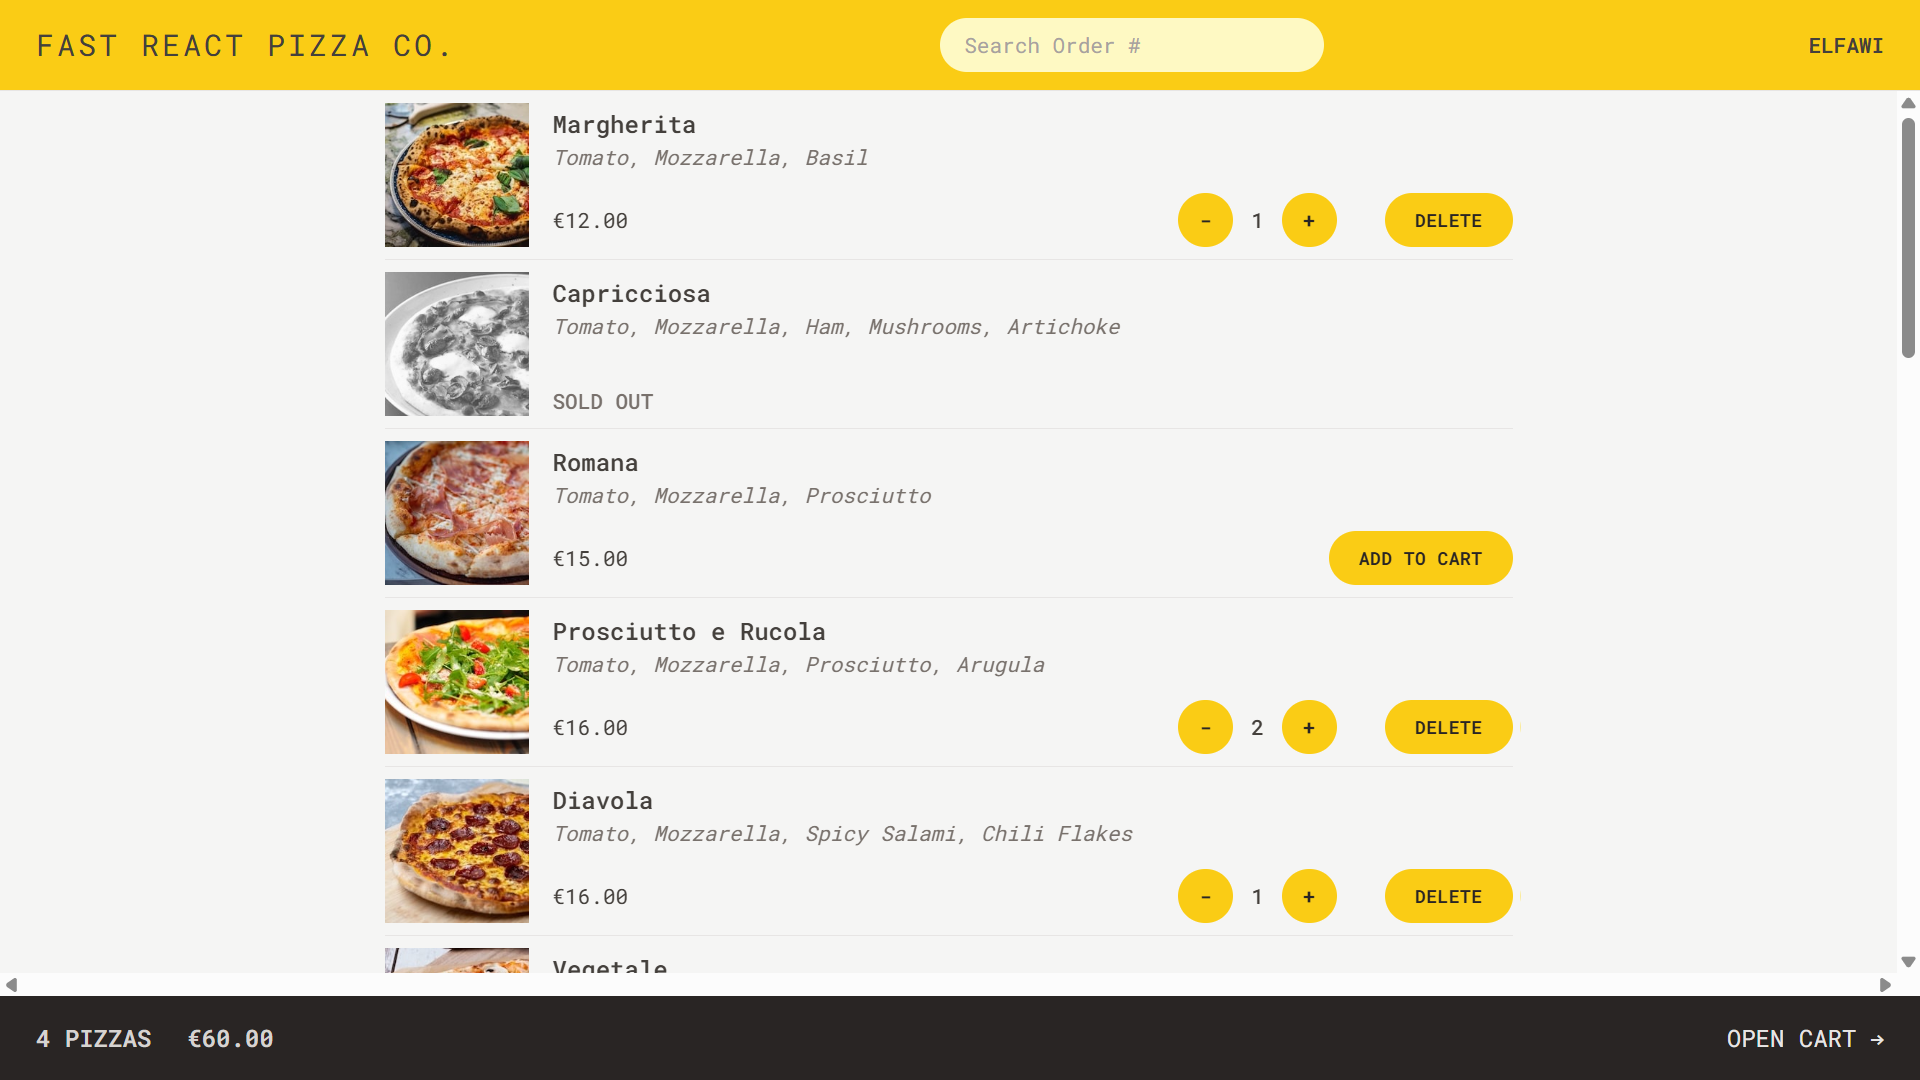 FAST REACT PIZZA CO.
Search Order #
ELFAWI
Margherita
Tomato, Mozzarella, Basil
€12.00
- 1 +
DELETE
Capricciosa
Tomato, Mozzarella, Ham, Mushrooms, Artichoke
SOLD OUT
Romana
Tomato, Mozzarella, Prosciutto
€15.00
ADD TO CART
Prosciutto e Rucola
Tomato, Mozzarella, Prosciutto, Arugula
€16.00
- 2 +
DELETE
Diavola
Tomato, Mozzarella, Spicy Salami, Chili Flakes
€16.00
- 1 +
DELETE
Vegetale
4 PIZZAS €60.00
OPEN CART →